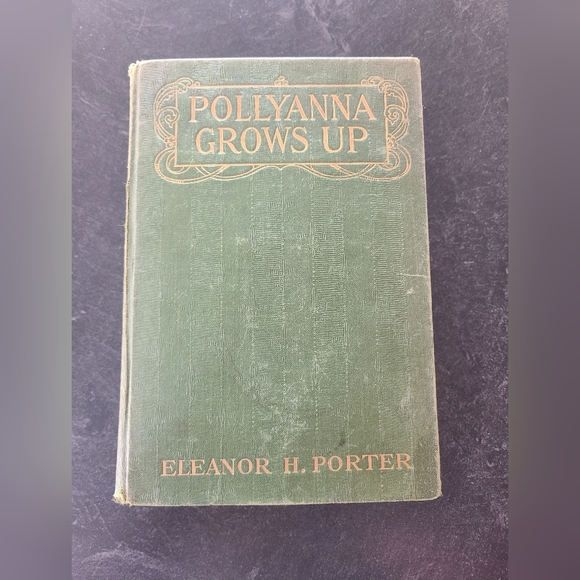 POLLYANNA
GROWS UP
ELEANOR H. PORTER